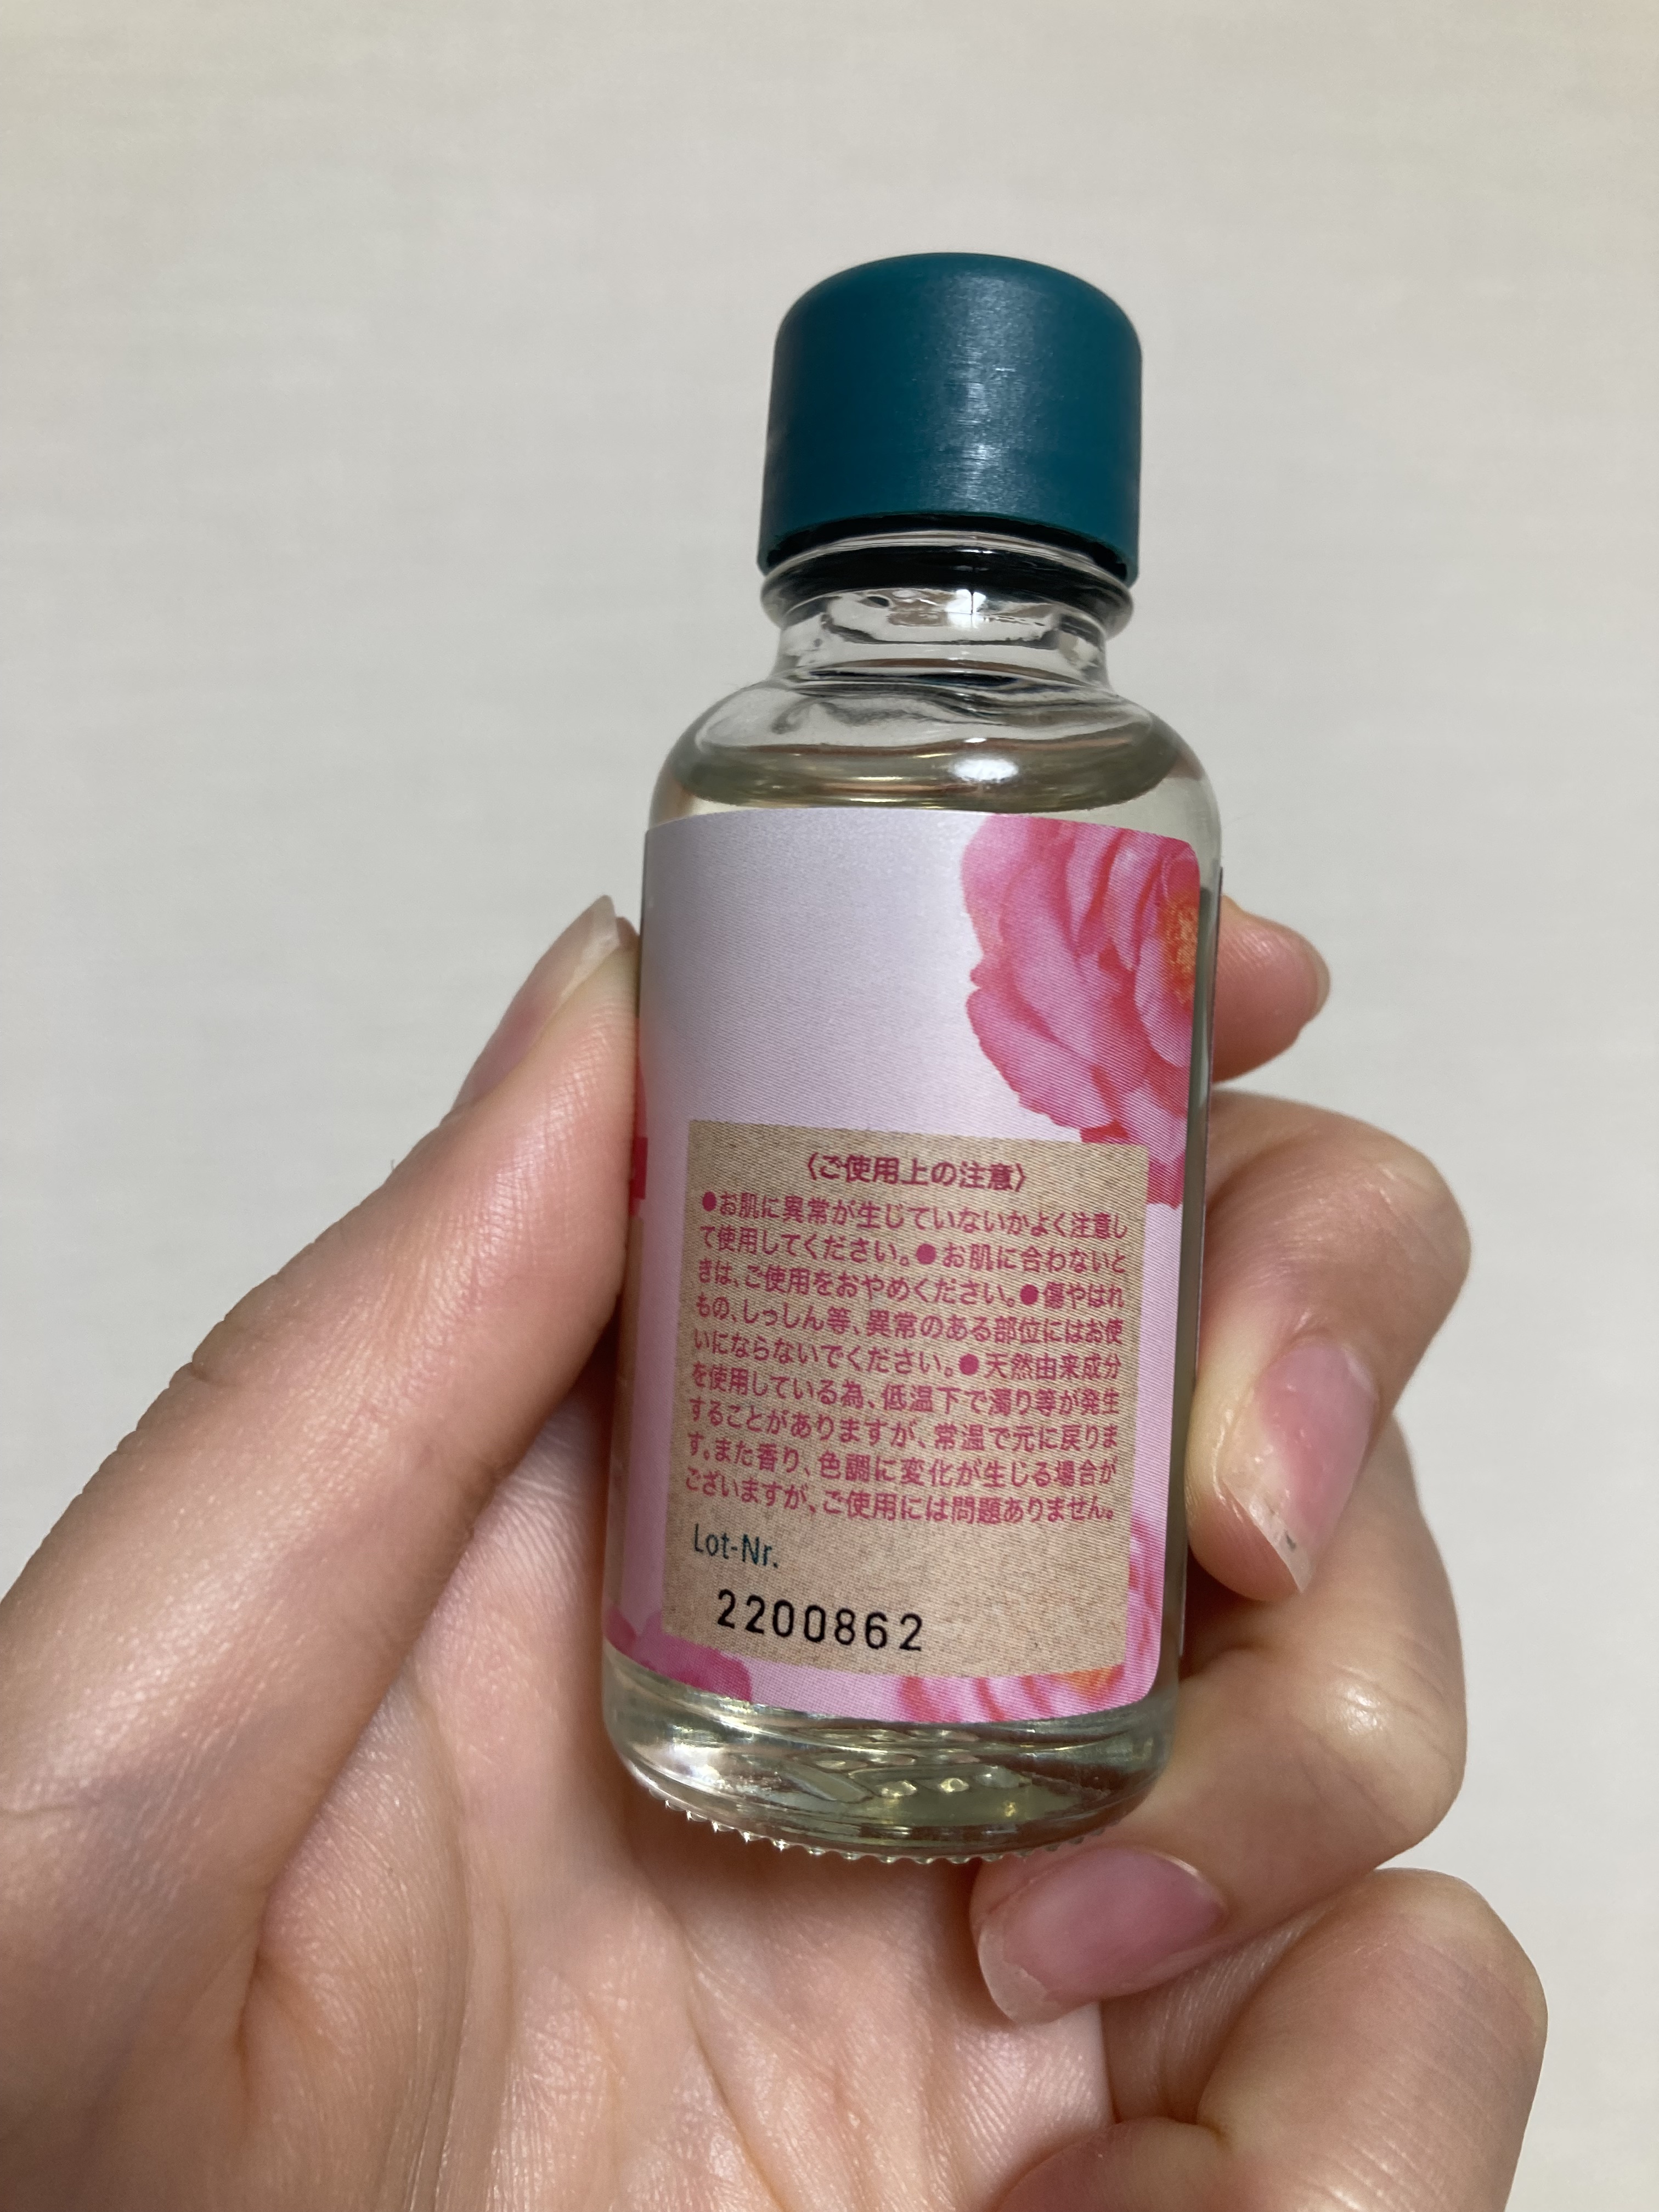 〈ご使用上の注意〉
●お肌に異常が生じていないかよく注意し
て使用してください。●お肌に合わないと
きは、ご使用をおやめください。●傷やはれ
もの、しっしん等、異常のある部位にはお使
いにならないでください。●天然由来成分
を使用している為、低温下で濁り等が発生
することがありますが、常温で元に戻りま
す。また香り、色調に変化が生じる場合が
ございますが、ご使用には問題ありません。
Lot-Nr.
2200862